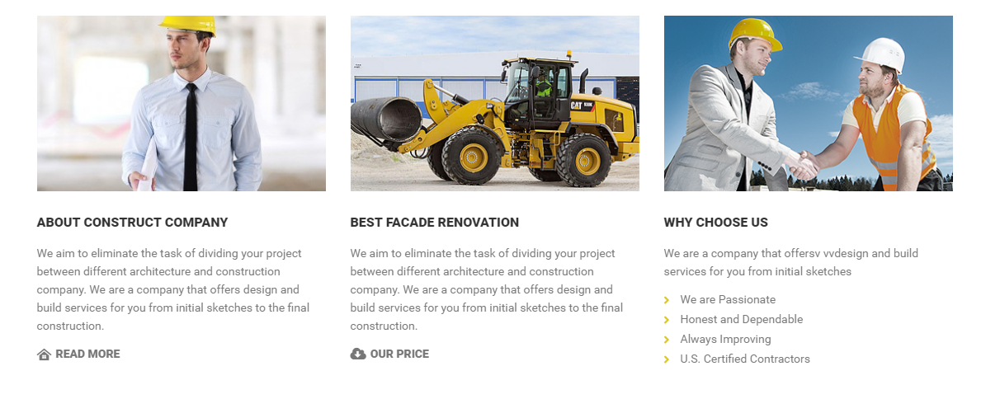 CAT 930K
ABOUT CONSTRUCT COMPANY
We aim to eliminate the task of dividing your project
between different architecture and construction
company. We are a company that offers design and
build services for you from initial sketches to the final
construction.
READ MORE
BEST FACADE RENOVATION
We aim to eliminate the task of dividing your project
between different architecture and construction
company. We are a company that offers design and
build services for you from initial sketches to the final
construction.
OUR PRICE
WHY CHOOSE US
We are a company that offersv vvdesign and build
services for you from initial sketches
We are Passionate
Honest and Dependable
Always Improving
U.S. Certified Contractors